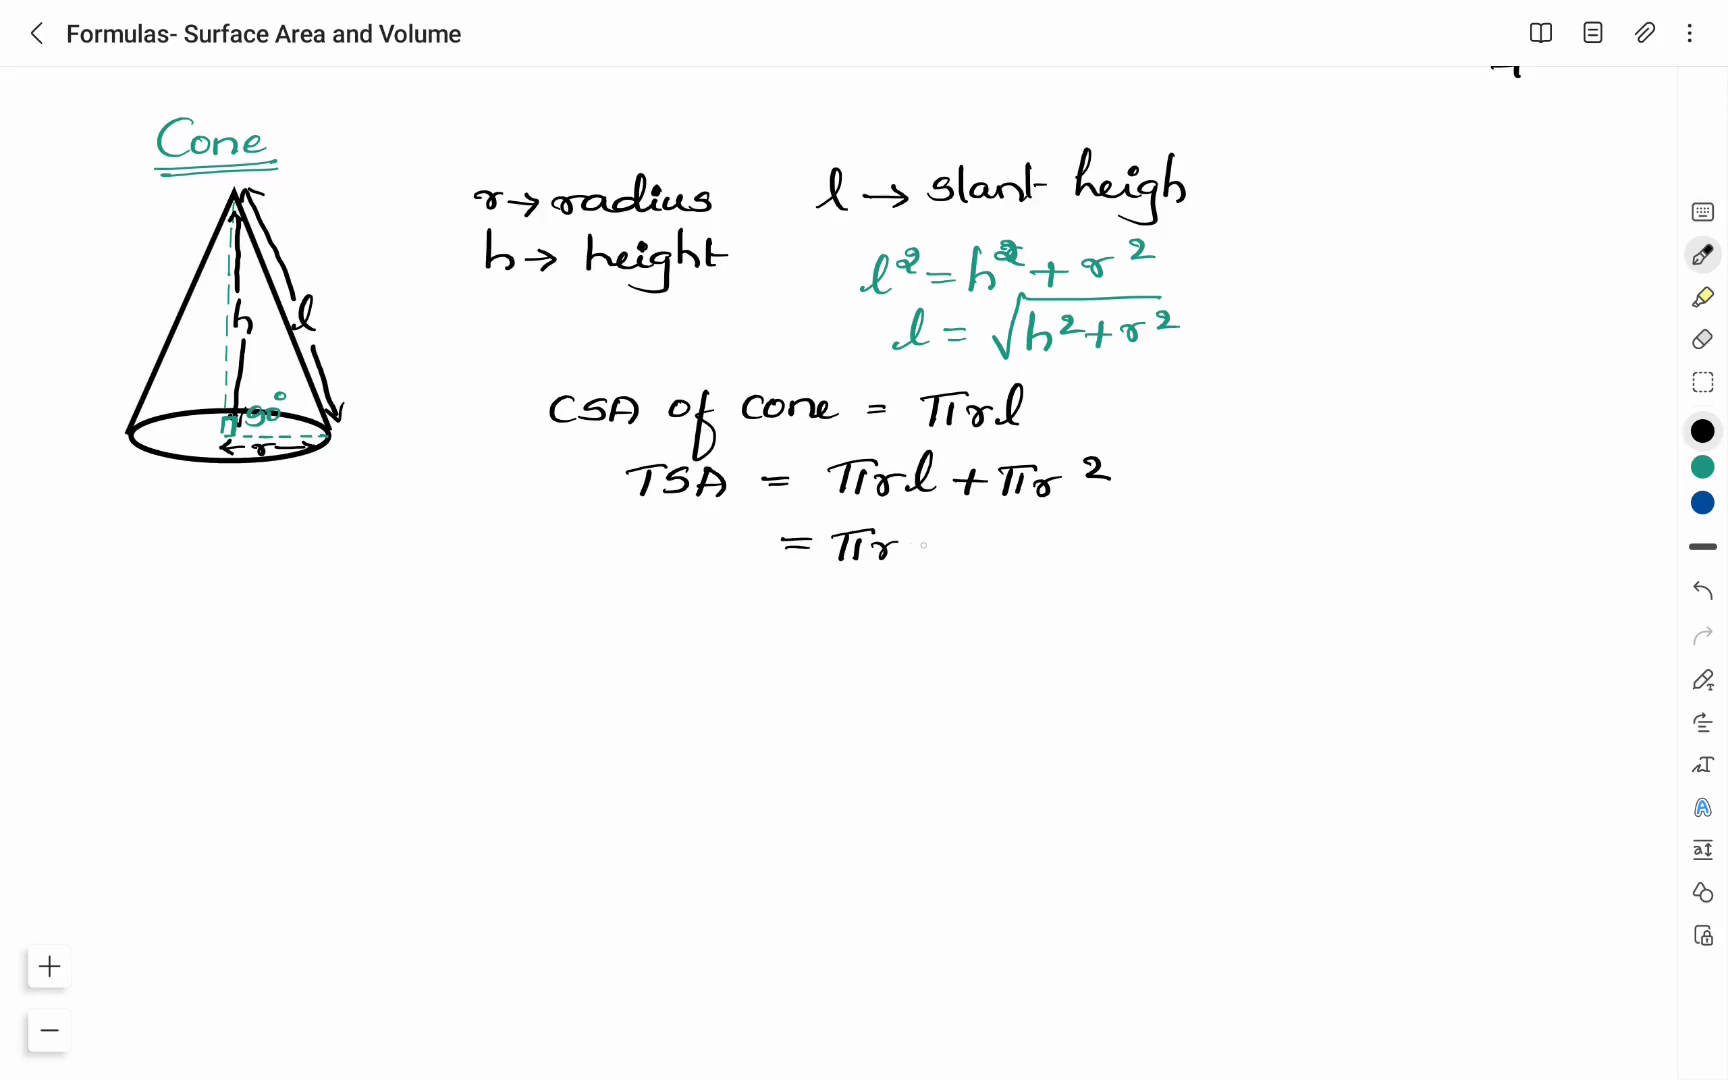 Formulas- Surface Area and Volume
Cone
r → radius
l → slant heigh
h → height
l² = h² + r²
l = √h² + r²
h
l
90°
r
CSA of cone = πrl
TSA = πrl + πr²
= πr